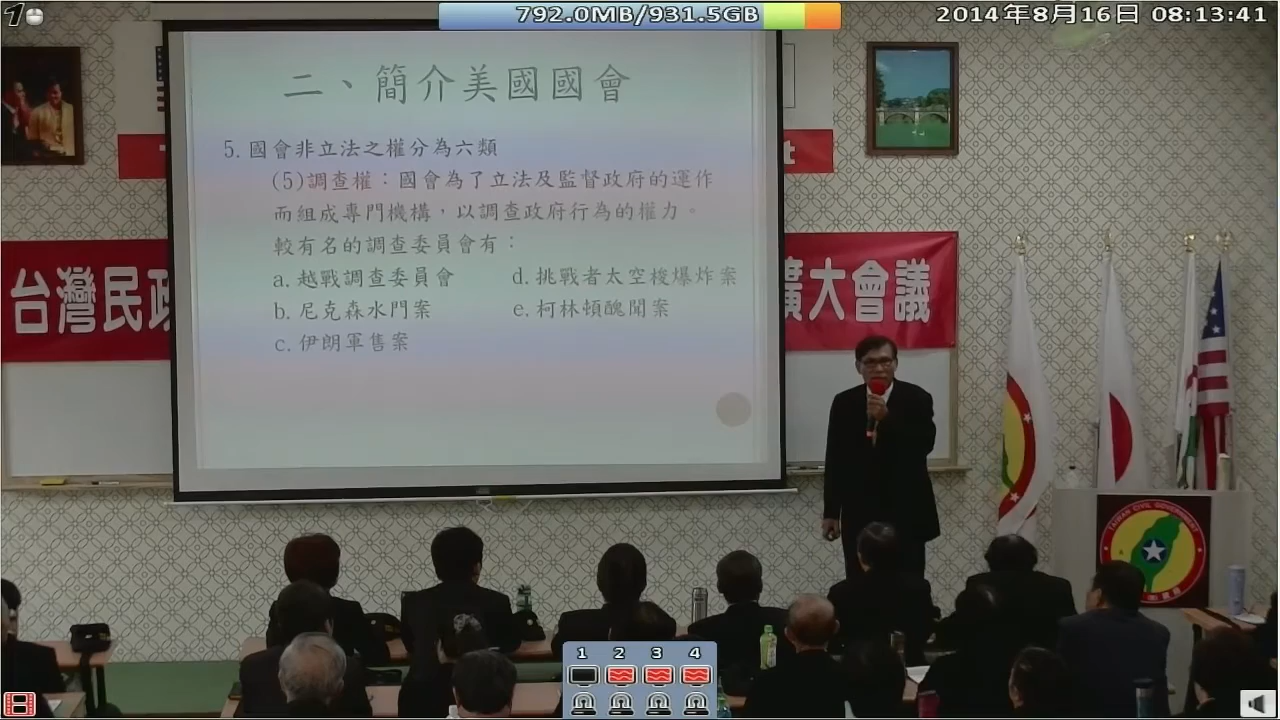 1
792.0MB/931.5GB
2014年8月16日 08:13:41
二、簡介美國國會
5.國會非立法之權分為六類
(5)調查權：國會為了立法及監督政府的運作
而組成專門機構，以調查政府行為的權力。
較有名的調查委員會有：
a.越戰調查委員會
d.挑戰者太空梭爆炸案
b.尼克森水門案
e.柯林頓醜聞案
c.伊朗軍售案
t
台灣民政
擴大會議
TAIWAN CIVIL GOVERNMENT
1 2 3 4